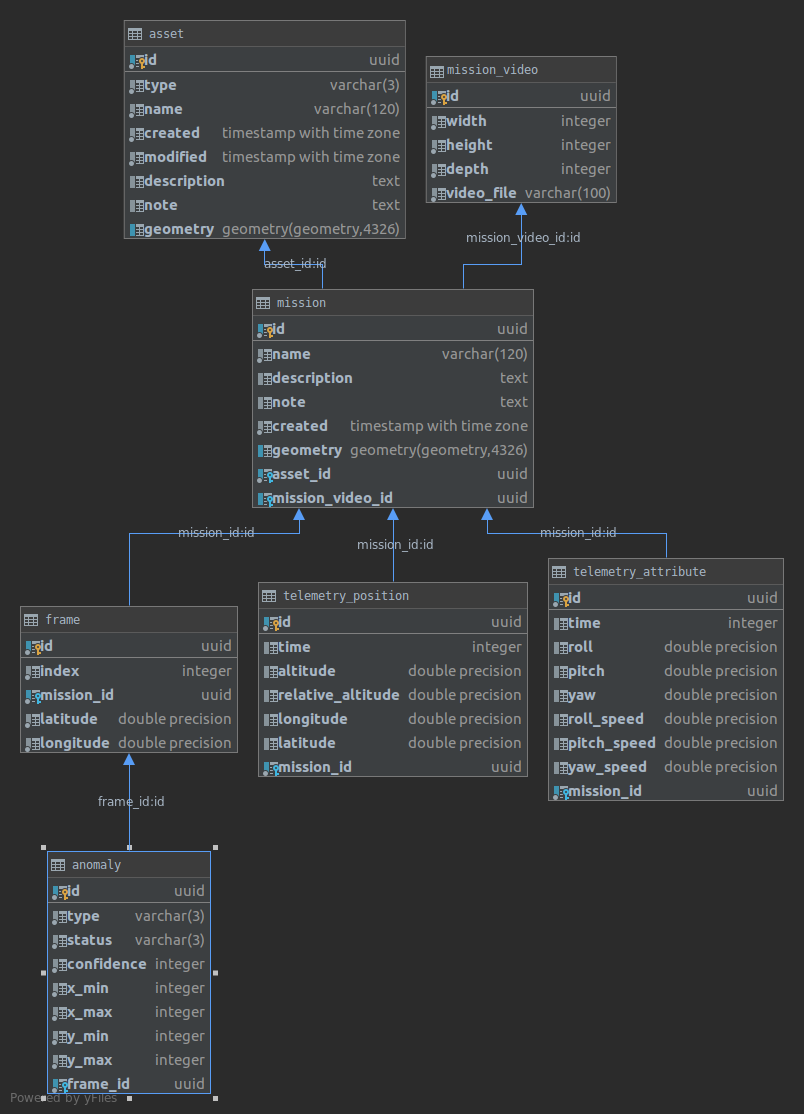 asset
id uuid
type varchar(3)
name varchar(120)
created timestamp with time zone
modified timestamp with time zone
description text
note text
geometry geometry(geometry,4326)
mission_video
id uuid
width integer
height integer
depth integer
video_file varchar(100)
asset_id:id
mission_video_id:id
mission
id uuid
name varchar(120)
description text
note text
created timestamp with time zone
geometry geometry(geometry,4326)
asset_id uuid
mission_video_id uuid
mission_id:id
mission_id:id
mission_id:id
frame
id uuid
index integer
mission_id uuid
latitude double precision
longitude double precision
telemetry_position
id uuid
time integer
altitude double precision
relative_altitude double precision
longitude double precision
latitude double precision
mission_id uuid
telemetry_attribute
id uuid
time integer
roll double precision
pitch double precision
yaw double precision
roll_speed double precision
pitch_speed double precision
yaw_speed double precision
mission_id uuid
frame_id:id
anomaly
id uuid
type varchar(3)
status varchar(3)
confidence integer
x_min integer
x_max integer
y_min integer
y_max integer
frame_id uuid
Powered by yFiles